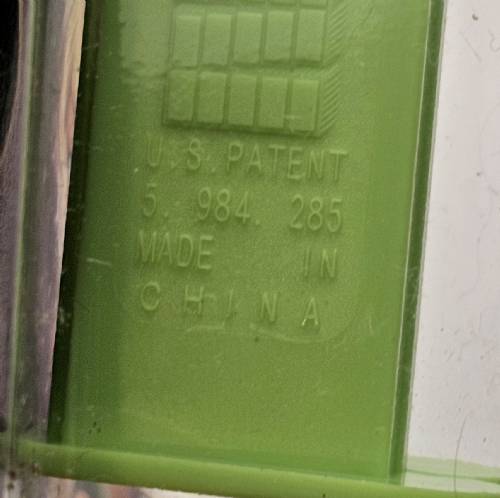 U.S.PATENT
5. 984. 285
MADE IN
CHINA